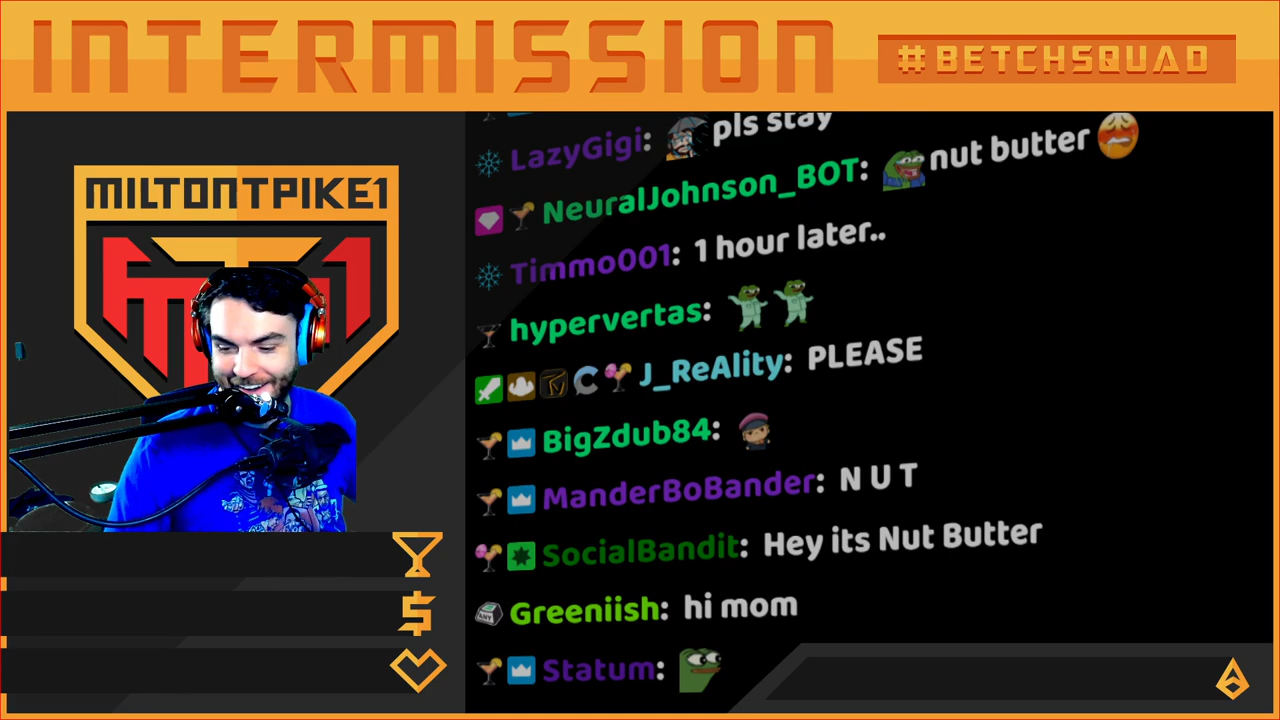 INTERMISSION
#BETCHSQUAD
MILTONTPIKE1
LazyGigi: pls stay
NeuralJohnson_BOT: nut butter
Timmo001: 1 hour later..
hypervertas:
J_ReAlity: PLEASE
BigZdub84:
ManderBoBander: N U T
SocialBandit: Hey its Nut Butter
ANY
Greeniish: hi mom
Statum:
$